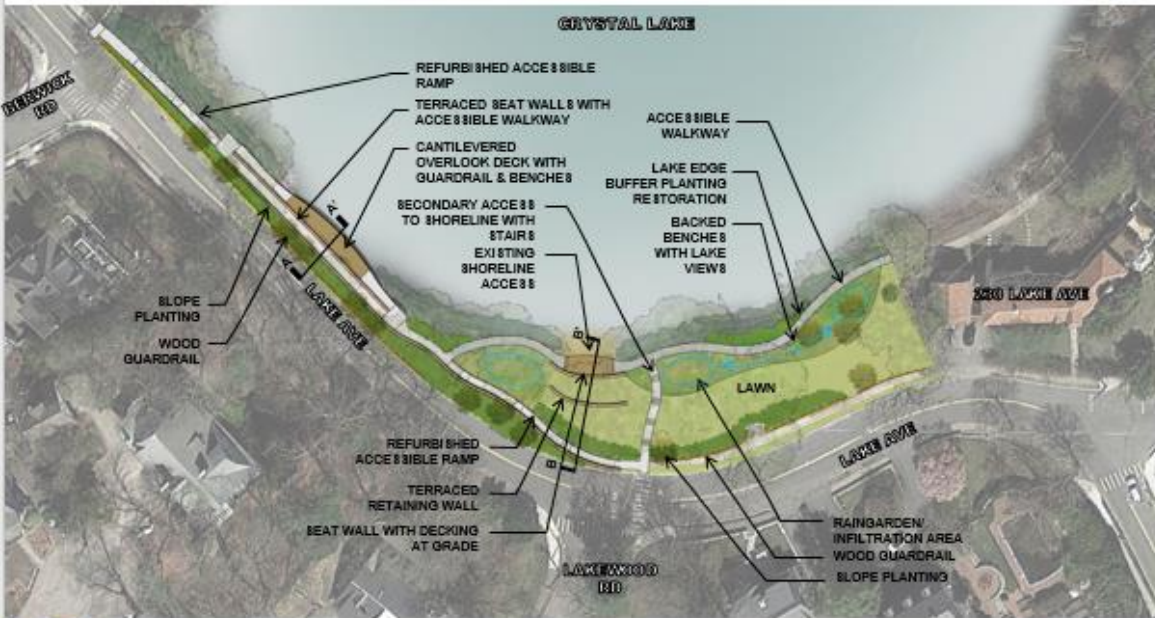 CRYSTAL LAKE
BERWICK
RD
REFURBISHED ACCESSIBLE
RAMP
TERRACED SEAT WALLS WITH
ACCESSIBLE WALKWAY
CANTILEVERED
OVERLOOK DECK WITH
GUARDRAIL & BENCHES
SECONDARY ACCESS
TO SHORELINE WITH
STAIRS
EXISTING
SHORELINE
ACCESS
ACCESSIBLE
WALKWAY
LAKE EDGE
BUFFER PLANTING
RESTORATION
BACKED
BENCHES
WITH LAKE
VIEWS
A'
A
LAKE AVE
SLOPE
PLANTING
WOOD
GUARDRAIL
B'
B
230 LAKE AVE
LAWN
LAKE AVE
REFURBISHED
ACCESSIBLE RAMP
TERRACED
RETAINING WALL
SEAT WALL WITH DECKING
AT GRADE
LAKEWOOD
RD
RAINGARDEN/
INFILTRATION AREA
WOOD GUARDRAIL
SLOPE PLANTING